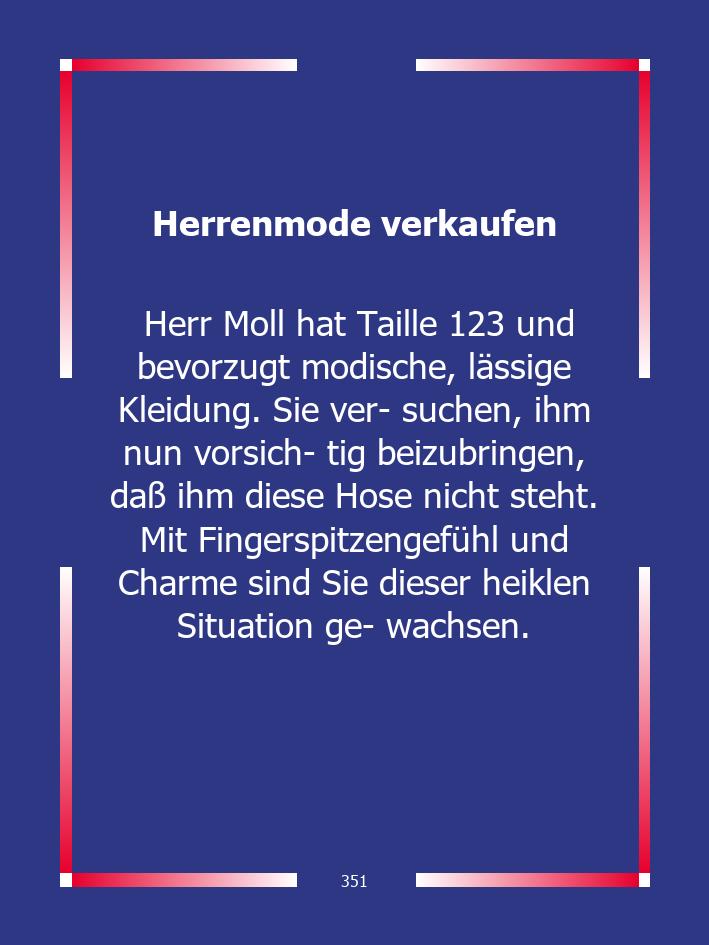 Herrenmode verkaufen
Herr Moll hat Taille 123 und
bevorzugt modische, lässige
Kleidung. Sie ver- suchen, ihm
nun vorsich- tig beizubringen,
daß ihm diese Hose nicht steht.
Mit Fingerspitzengefühl und
Charme sind Sie dieser heiklen
Situation ge- wachsen.
351